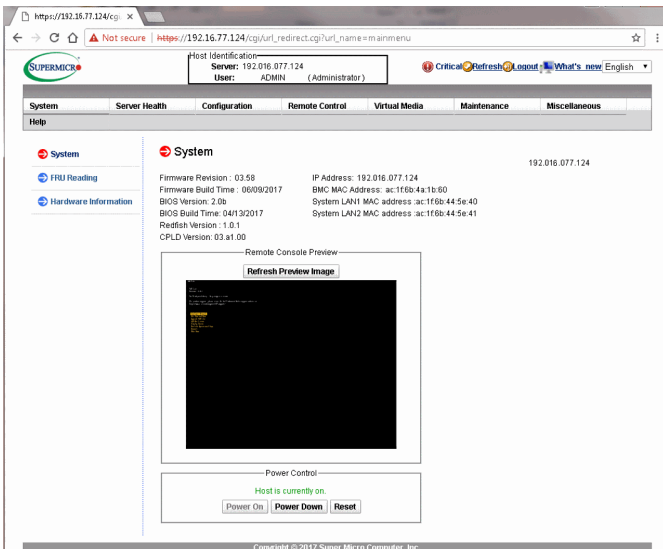 https://192.16.77.124/cgi/
Not secure | https://192.16.77.124/cgi/url_redirect.cgi?url_name=mainmenu
SUPERMICR
Host Identification
Server: 192.016.077.124
User: ADMIN (Administrator)
Critical Refresh Logout What's new English
System Server Health Configuration Remote Control Virtual Media Maintenance Miscellaneous
Help
System
FRU Reading
Hardware Information
System
192.016.077.124
Firmware Revision : 03.58
Firmware Build Time : 06/09/2017
BIOS Version: 2.0b
BIOS Build Time: 04/13/2017
Redfish Version : 1.0.1
CPLD Version: 03.a1.00
IP Address: 192.016.077.124
BMC MAC Address: ac:1f:6b:4a:1b:60
System LAN1 MAC address :ac:1f:6b:44:5e:40
System LAN2 MAC address :ac:1f:6b:44:5e:41
Remote Console Preview
Refresh Preview Image
Power Control
Host is currently on.
Power On Power Down Reset
Copyright © 2017 Super Micro Computer, Inc.